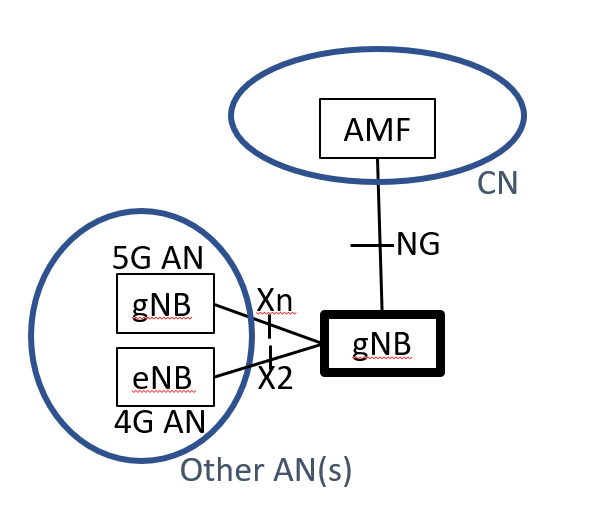 AMF
CN
NG
5G AN
gNB
Xn
gNB
eNB
X2
4G AN
Other AN(s)